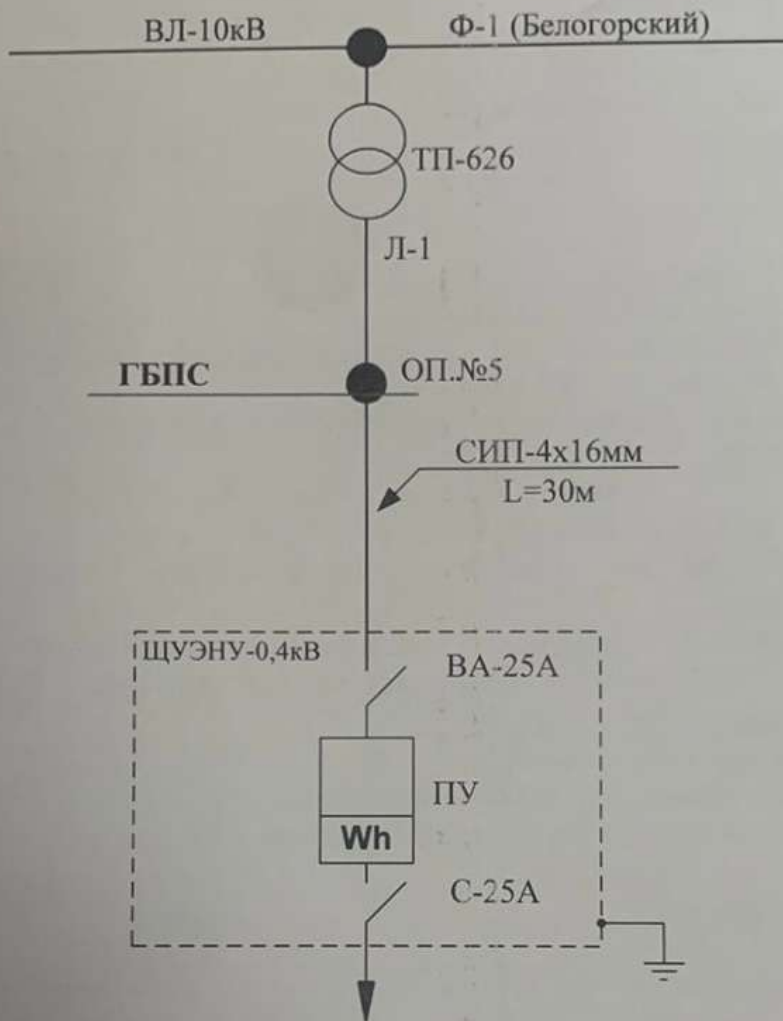 ВЛ-10кВ
Ф-1 (Белогорский)
ТП-626
Л-1
ГБПС
ОП.№5
СИП-4х16мм
L=30м
ЩУЭНУ-0,4кВ
ВА-25А
ПУ
Wh
С-25А